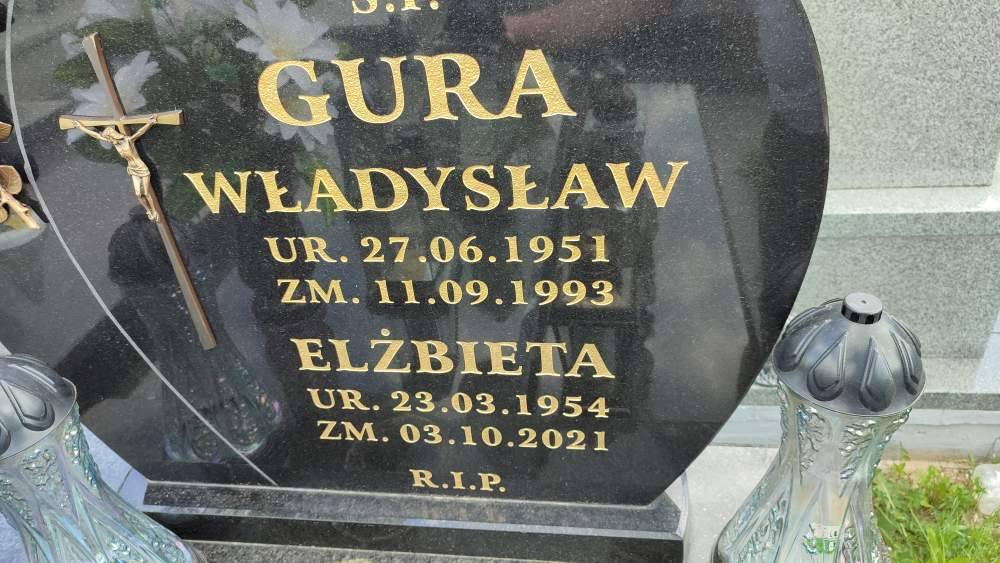 Ś.P.
GURA
WŁADYSŁAW
UR. 27.06.1951
ZM. 11.09.1993
ELŻBIETA
UR. 23.03.1954
ZM. 03.10.2021
R.I.P.